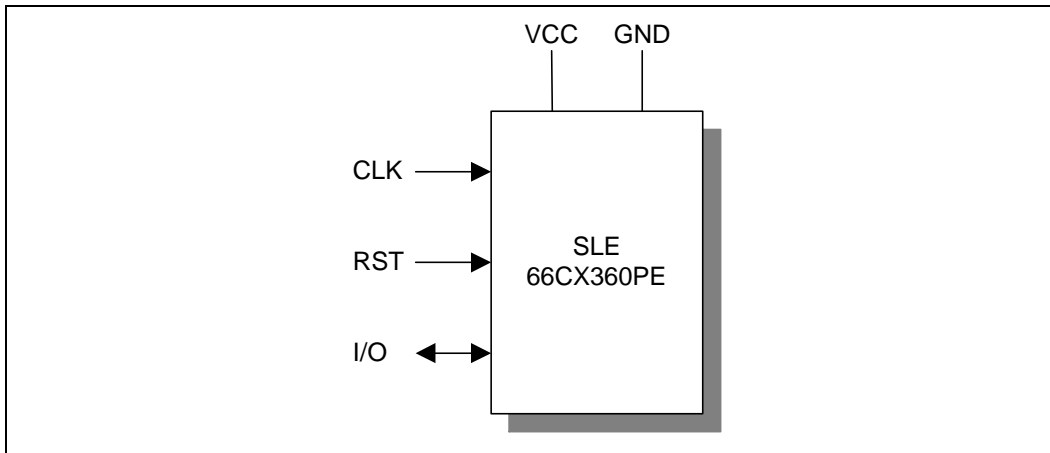 VCC GND
CLK
RST
SLE
66CX360PE
I/O